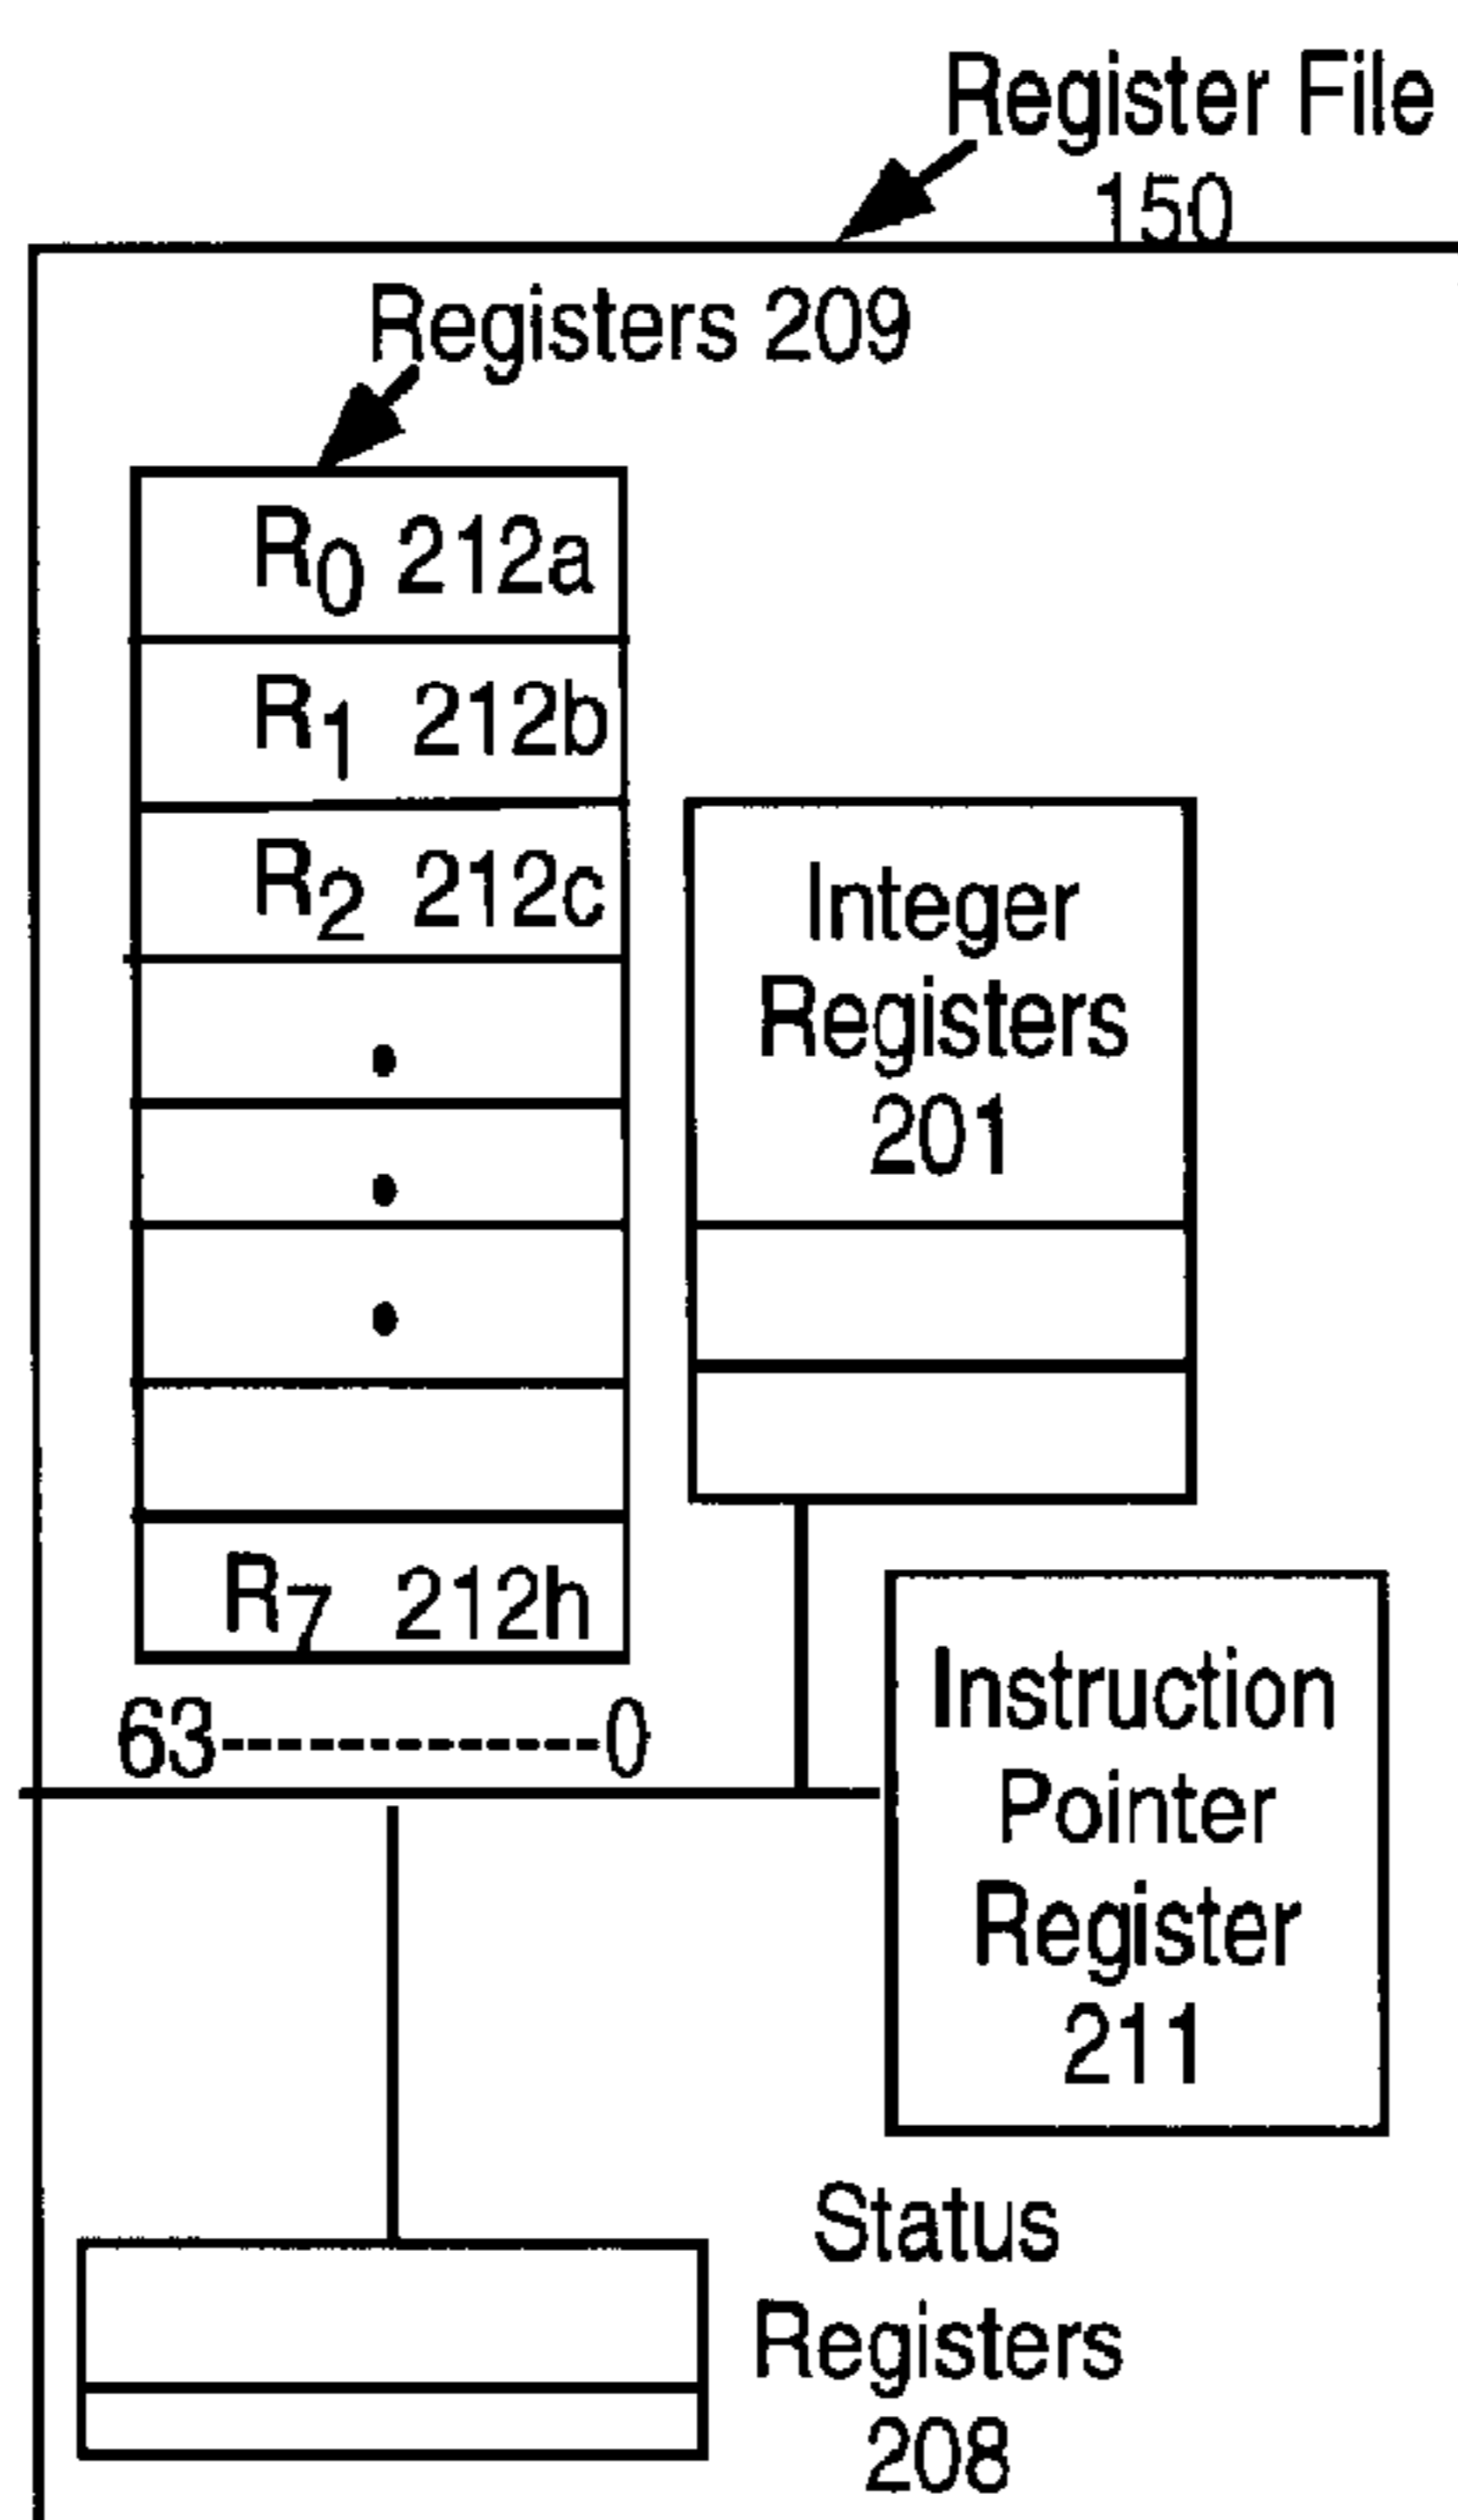 Register File
150
Registers 209
R0 212a
R1 212b
R2 212c
Integer
Registers
201
R7 212h
63-------------0
Instruction
Pointer
Register
211
Status
Registers
208